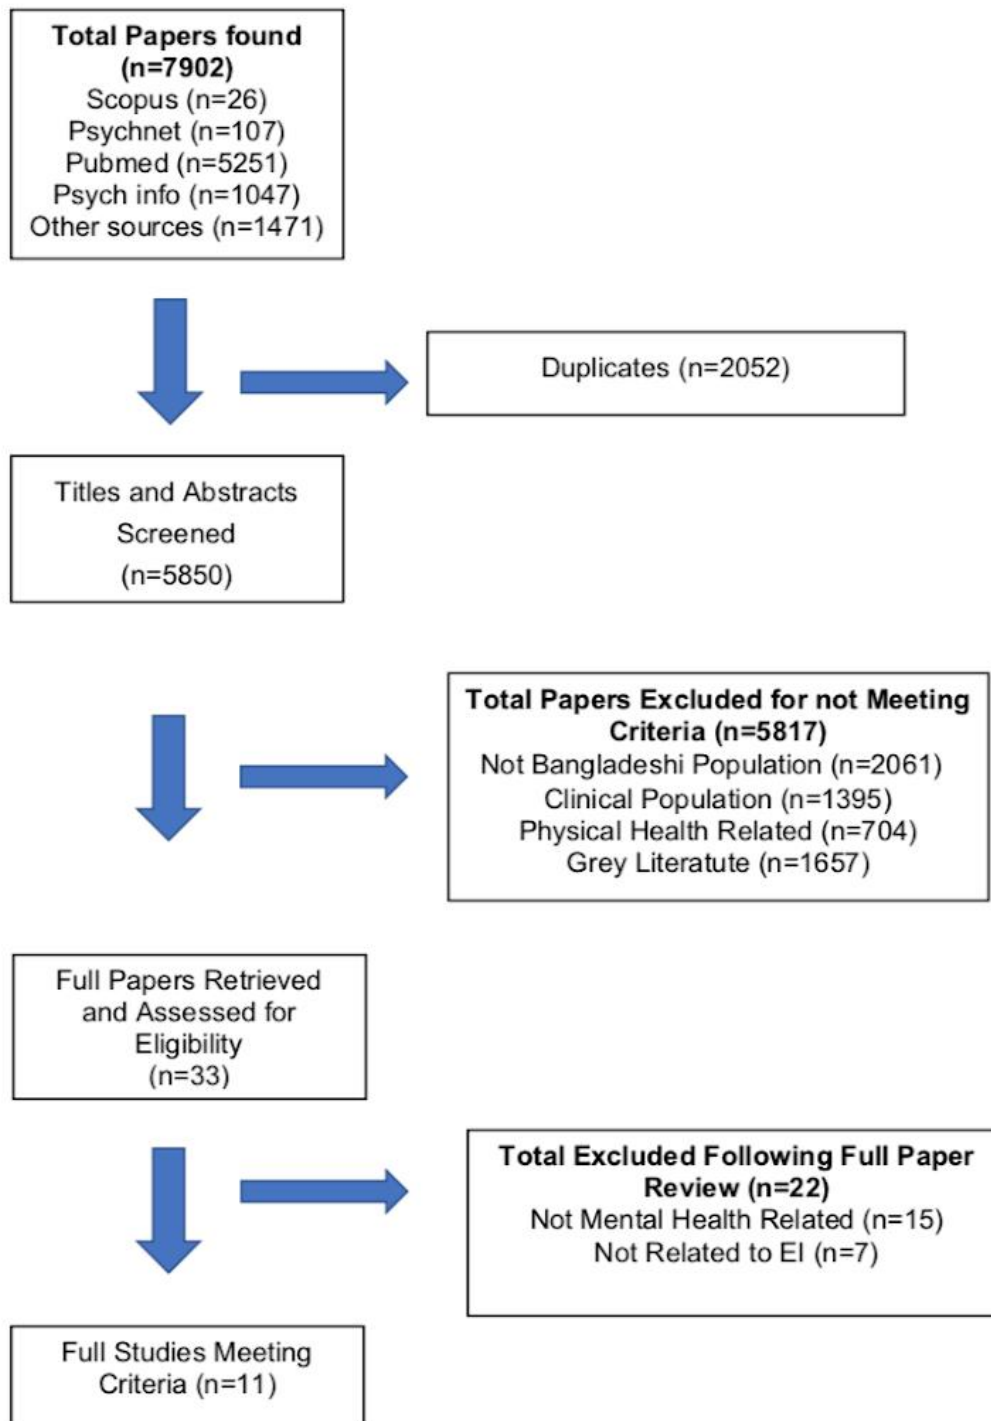 Total Papers found
(n=7902)
Scopus (n=26)
Psychnet (n=107)
Pubmed (n=5251)
Psych info (n=1047)
Other sources (n=1471)
Duplicates (n=2052)
Titles and Abstracts
Screened
(n=5850)
Total Papers Excluded for not Meeting
Criteria (n=5817)
Not Bangladeshi Population (n=2061)
Clinical Population (n=1395)
Physical Health Related (n=704)
Grey Literatute (n=1657)
Full Papers Retrieved
and Assessed for
Eligibility
(n=33)
Total Excluded Following Full Paper
Review (n=22)
Not Mental Health Related (n=15)
Not Related to EI (n=7)
Full Studies Meeting
Criteria (n=11)